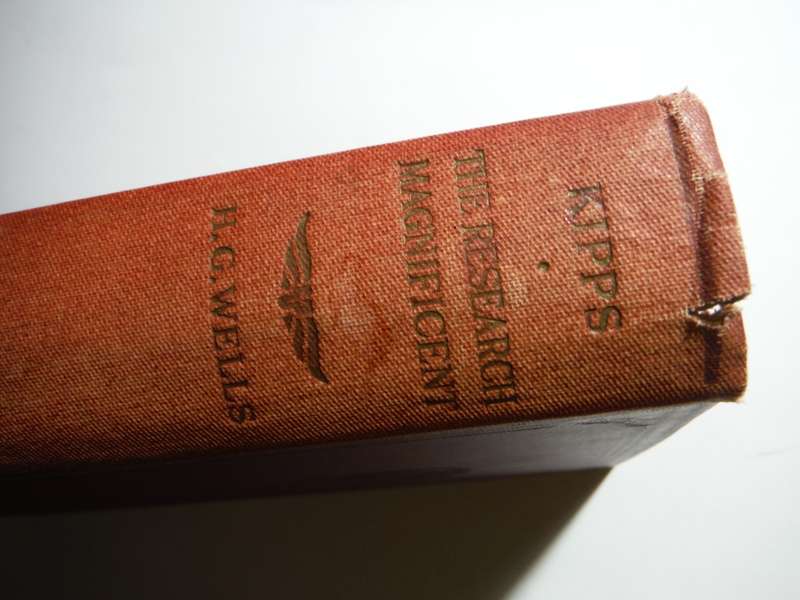 KIPPS
THE RESEARCH
MAGNIFICENT
H.G. WELLS